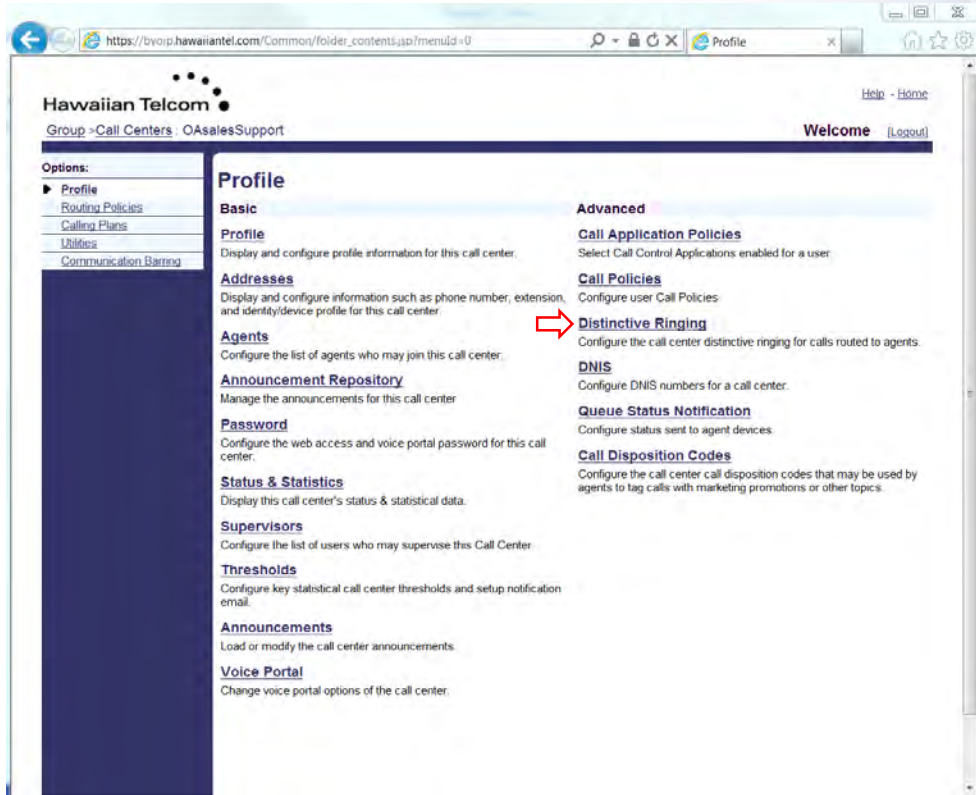 https://bvoip.hawaiiantel.com/Common/folder_contents.jsp?menuId=0
Profile
Hawaiian Telcom
Help - Home
Group >Call Centers : OAsalesSupport
Welcome [Logout]
Options:
Profile
Routing Policies
Calling Plans
Utilities
Communication Barring
Profile
Basic
Profile
Display and configure profile information for this call center.
Addresses
Display and configure information such as phone number, extension,
and identity/device profile for this call center.
Agents
Configure the list of agents who may join this call center.
Announcement Repository
Manage the announcements for this call center
Password
Configure the web access and voice portal password for this call
center.
Status & Statistics
Display this call center's status & statistical data.
Supervisors
Configure the list of users who may supervise this Call Center
Thresholds
Configure key statistical call center thresholds and setup notification
email.
Announcements
Load or modify the call center announcements.
Voice Portal
Change voice portal options of the call center.
Advanced
Call Application Policies
Select Call Control Applications enabled for a user
Call Policies
Configure user Call Policies
Distinctive Ringing
Configure the call center distinctive ringing for calls routed to agents.
DNIS
Configure DNIS numbers for a call center.
Queue Status Notification
Configure status sent to agent devices.
Call Disposition Codes
Configure the call center call disposition codes that may be used by
agents to tag calls with marketing promotions or other topics.